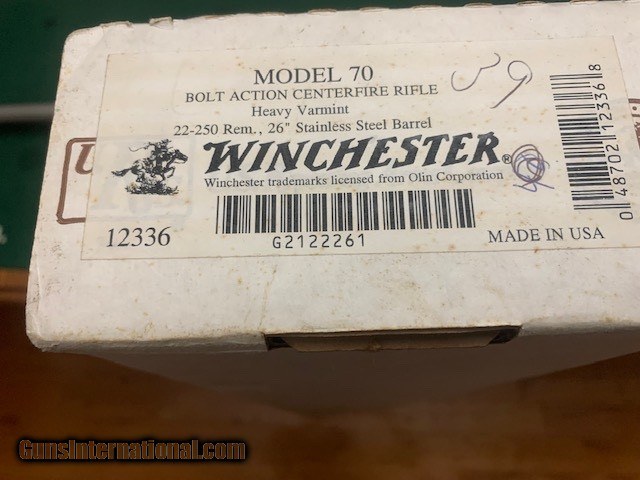 MODEL 70
BOLT ACTION CENTERFIRE RIFLE
Heavy Varmint
22-250 Rem., 26" Stainless Steel Barrel
WINCHESTER®
Winchester trademarks licensed from Olin Corporation
G2122261
12336
MADE IN USA
0 48702 12336 8
GunsInternational.com